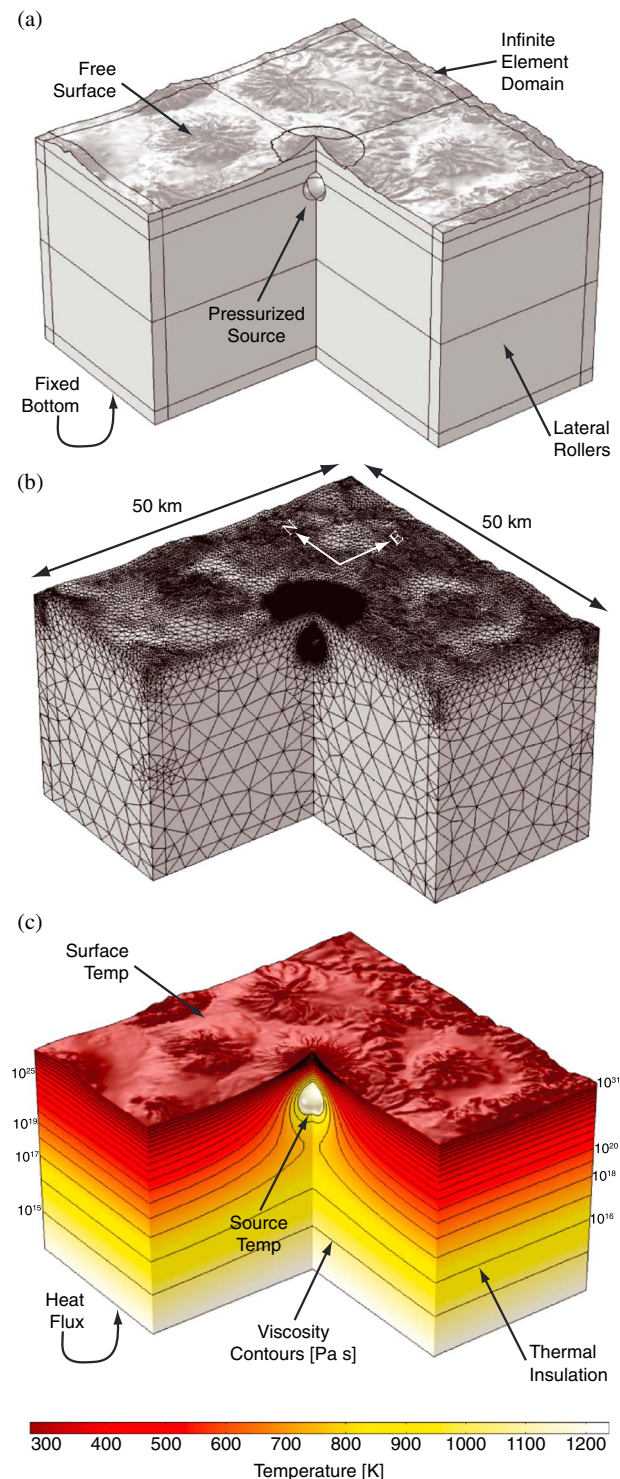 (a)
Free
Surface
Infinite
Element
Domain
Pressurized
Source
Fixed
Bottom
Lateral
Rollers
(b)
50 km
50 km
N
E
(c)
Surface
Temp
10²⁵
10¹⁹
10¹⁷
10¹⁵
10³¹
10²⁰
10¹⁸
10¹⁶
Source
Temp
Heat
Flux
Viscosity
Contours [Pa s]
Thermal
Insulation
300 400 500 600 700 800 900 1000 1100 1200
Temperature [K]